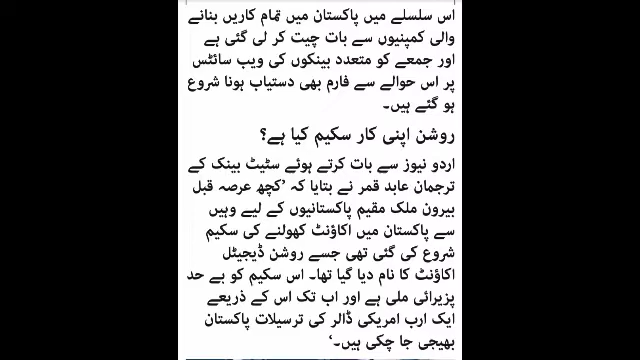 اس سلسلے میں پاکستان میں تمام کاریں بنانے
والی کمپنیوں سے بات چیت کر لی گئی ہے
اور جمعے کو متعدد بینکوں کی ویب سائٹس
پر اس حوالے سے فارم بھی دستیاب ہونا شروع
ہو گئے ہیں۔
روشن اپنی کار سکیم کیا ہے؟
اردو نیوز سے بات کرتے ہوئے سٹیٹ بینک کے
ترجمان عابد قمر نے بتایا کہ ’کچھ عرصہ قبل
بیرون ملک مقیم پاکستانیوں کے لیے وہیں
سے پاکستان میں اکاؤنٹ کھولنے کی سکیم
شروع کی گئی تھی جسے روشن ڈیجیٹل
اکاؤنٹ کا نام دیا گیا تھا۔ اس سکیم کو بے حد
پزیرائی ملی ہے اور اب تک اس کے ذریعے
ایک ارب امریکی ڈالر کی ترسیلات پاکستان
بھیجی جا چکی ہیں۔‘